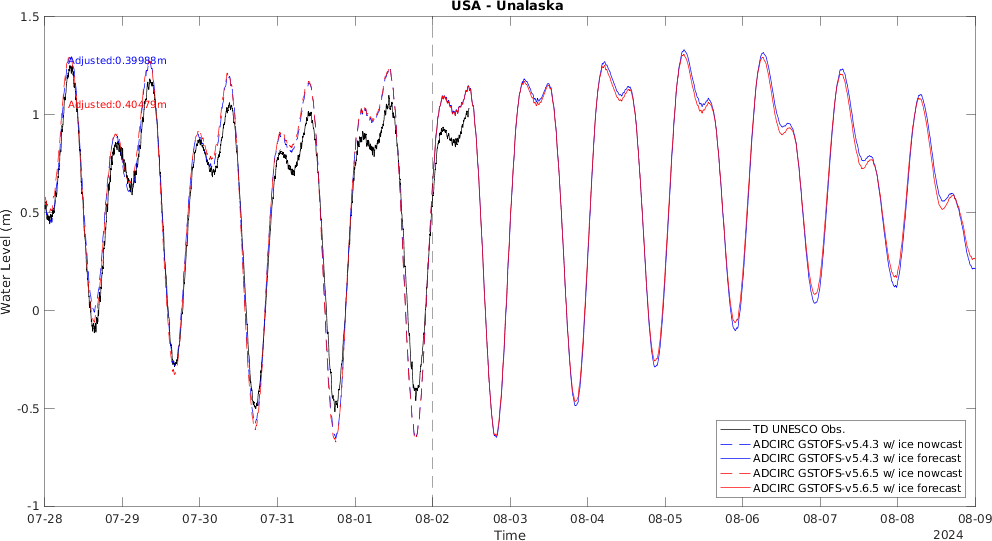 USA - Unalaska
1.5
1
0.5
0
-0.5
-1
Water Level (m)
Adjusted:0.39988m
Adjusted:0.40479m
TD UNESCO Obs.
ADCIRC GSTOFS-v5.4.3 w/ ice nowcast
ADCIRC GSTOFS-v5.4.3 w/ ice forecast
ADCIRC GSTOFS-v5.6.5 w/ ice nowcast
ADCIRC GSTOFS-v5.6.5 w/ ice forecast
07-28 07-29 07-30 07-31 08-01 08-02 08-03 08-04 08-05 08-06 08-07 08-08 08-09
Time
2024